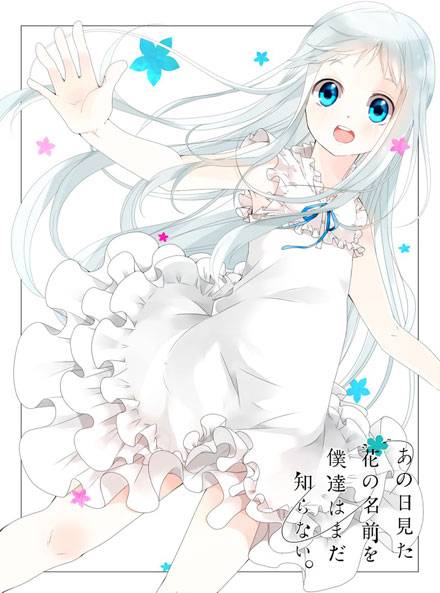 あの日見た
花の名前を
僕達はまだ
知らない。